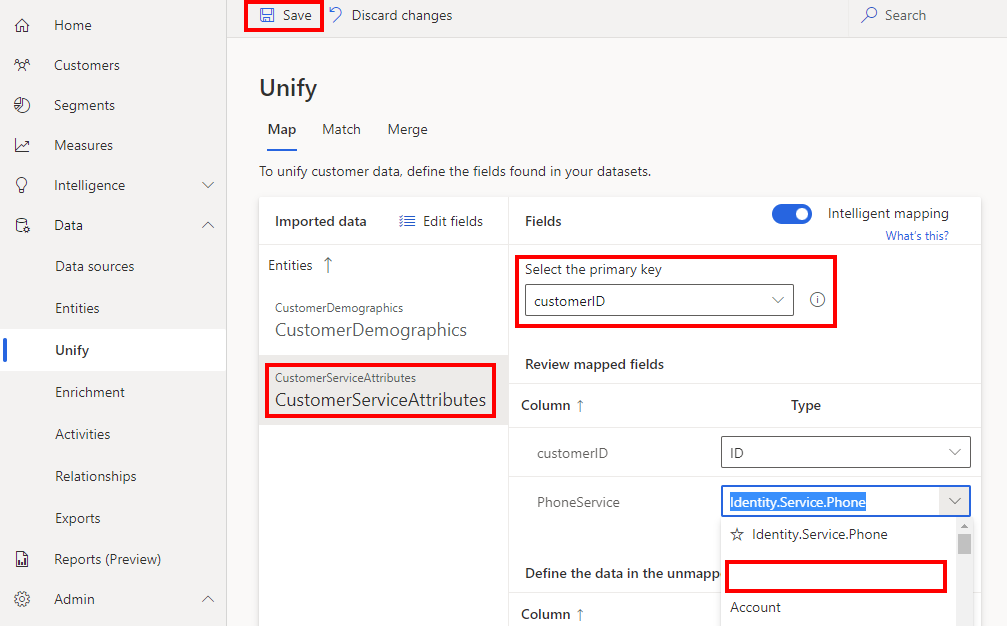 Home
Customers
Segments
Measures
Intelligence
Data
Data sources
Entities
Unify
Enrichment
Activities
Relationships
Exports
Reports (Preview)
Admin
Save Discard changes Search
Unify
Map Match Merge
To unify customer data, define the fields found in your datasets.
Imported data Edit fields
Entities ↑
CustomerDemographics
CustomerDemographics
CustomerServiceAttributes
CustomerServiceAttributes
Fields
Intelligent mapping
What's this?
Select the primary key
customerID
Review mapped fields
Column ↑ Type
customerID ID
PhoneService Identity.Service.Phone
Identity.Service.Phone
Define the data in the unmapp
Account
Column ↑